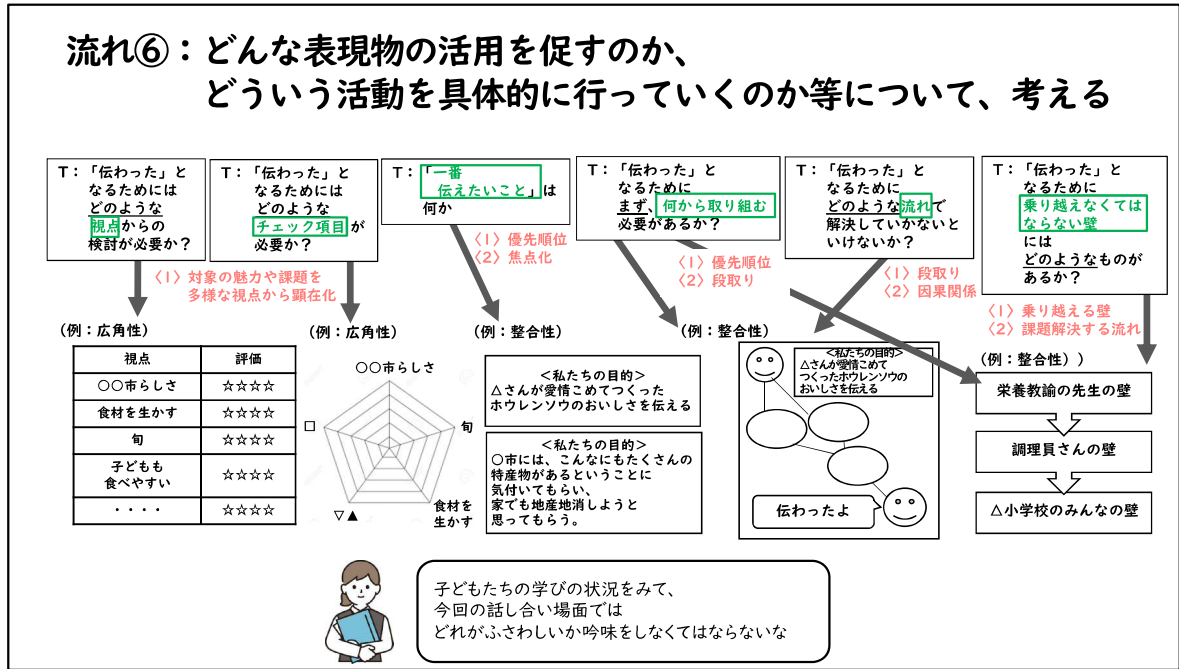 流れ⑥：どんな表現物の活用を促すのか、
どういう活動を具体的に行っていくのか等について、考える
T：「伝わった」と
なるためには
どのような
視点からの
検討が必要か？
T：「伝わった」と
なるためには
どのような
チェック項目が
必要か？
T：「一番
伝えたいこと」は
何か
T：「伝わった」と
なるために
まず、何から取り組む
必要があるか？
T：「伝わった」と
なるために
どのような流れで
解決していかないと
いけないか？
T：「伝わった」と
なるために
乗り越えなくては
ならない壁
には
どのようなものが
あるか？
〈1〉対象の魅力や課題を
多様な視点から顕在化
〈1〉優先順位
〈2〉焦点化
〈1〉優先順位
〈2〉段取り
〈1〉段取り
〈2〉因果関係
〈1〉乗り越える壁
〈2〉課題解決する流れ
（例：広角性）
視点 評価
○○市らしさ ☆☆☆☆
食材を生かす ☆☆☆☆
旬 ☆☆☆☆
子どもも
食べやすい ☆☆☆☆
・・・・ ☆☆☆☆
（例：広角性）
○○市らしさ
旬
食材を
生かす
▽▲
□
（例：整合性）
＜私たちの目的＞
△さんが愛情こめてつくった
ホウレンソウのおいしさを伝える
＜私たちの目的＞
○市には、こんなにもたくさんの
特産物があるということに
気付いてもらい、
家でも地産地消しようと
思ってもらう。
（例：整合性）
＜私たちの目的＞
△さんが愛情こめて
つくったホウレンソウの
おいしさを伝える
伝わったよ
（例：整合性））
栄養教諭の先生の壁
調理員さんの壁
△小学校のみんなの壁
子どもたちの学びの状況をみて、
今回の話し合い場面では
どれがふさわしいか吟味をしなくてはならないな